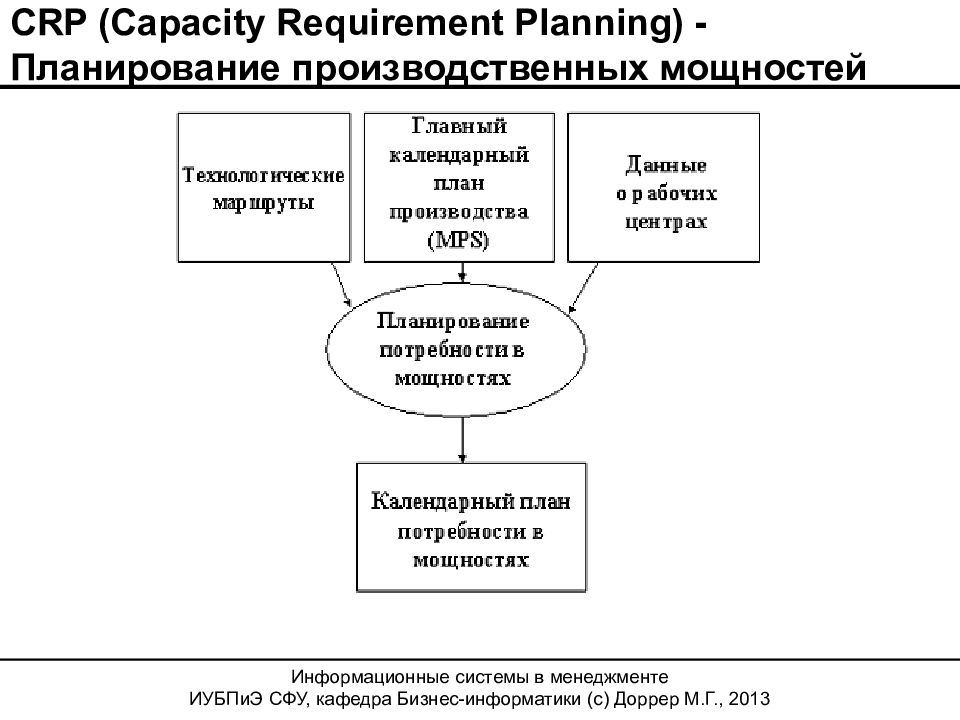 CRP (Capacity Requirement Planning) -
Планирование производственных мощностей
Технологические
маршруты
Главный
календарный
план
производства
(MPS)
Данные
о рабочих
центрах
Планирование
потребности в
мощностях
Календарный план
потребности в
мощностях
Информационные системы в менеджменте
ИУБПиЭ СФУ, кафедра Бизнес-информатики (с) Доррер М.Г., 2013